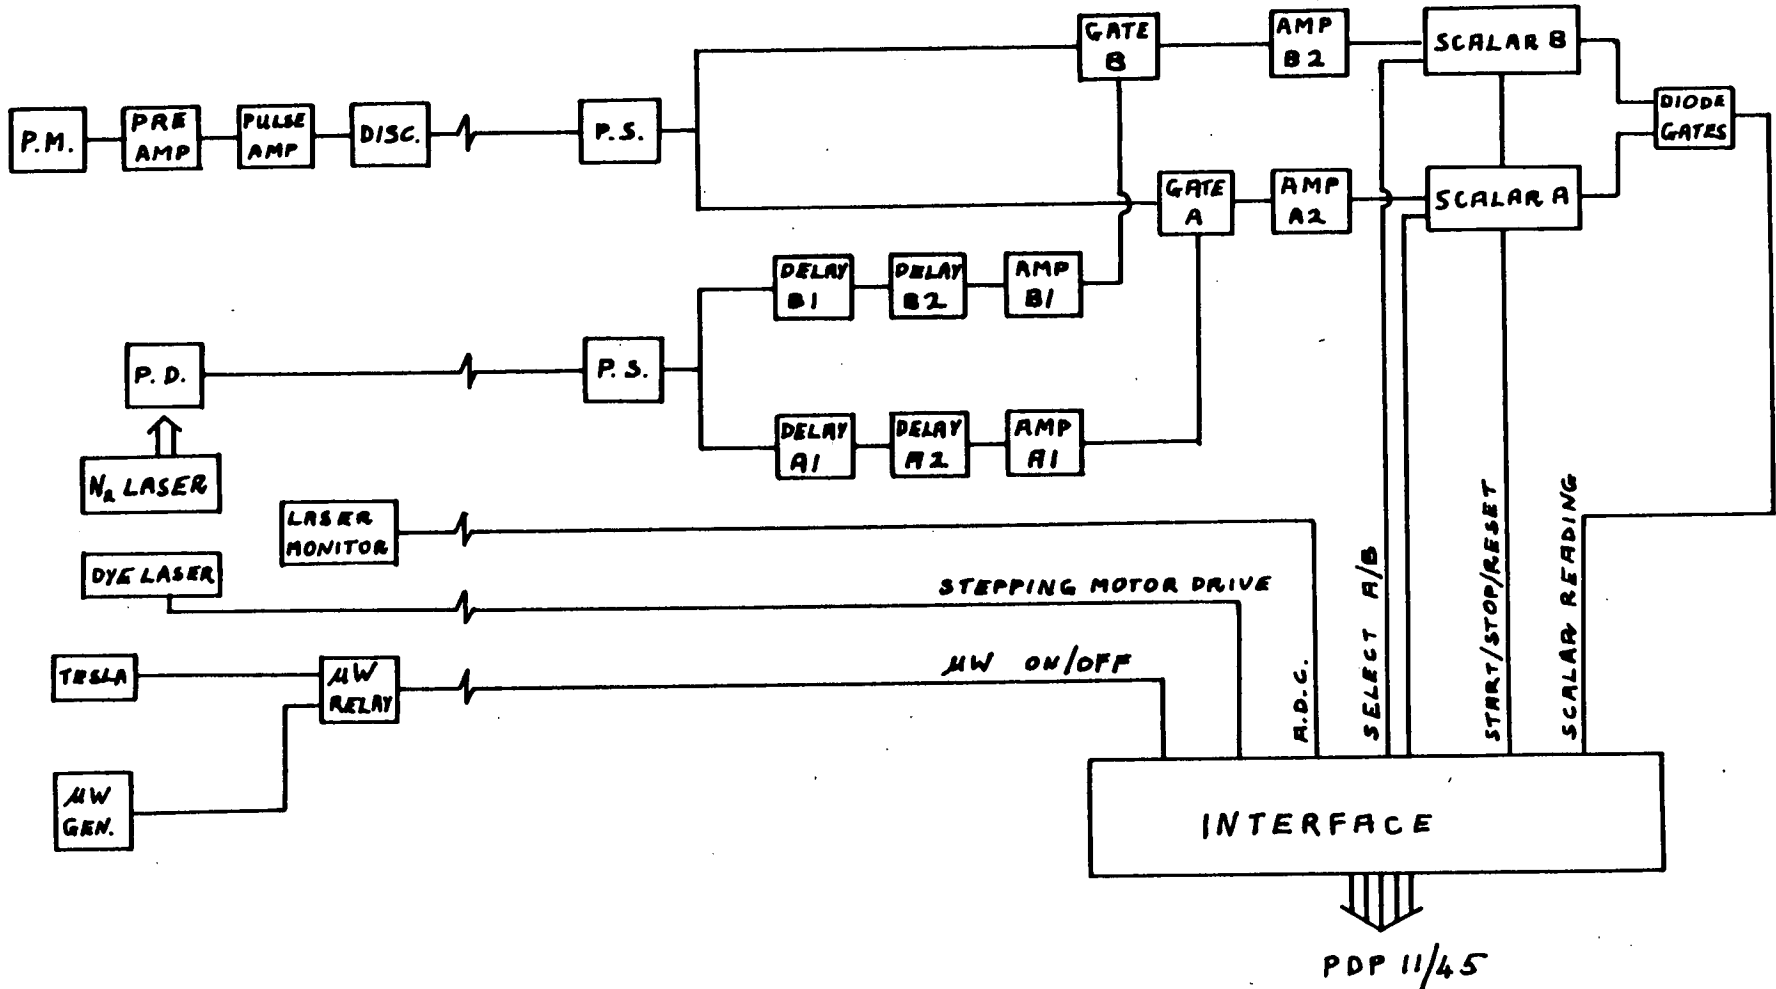 GATE
B
AMP
B2
SCALAR B
P.M.
PRE
AMP
PULSE
AMP
DISC.
P.S.
DIODE
GATES
GATE
A
AMP
A2
SCALAR A
DELAY
B1
DELAY
B2
AMP
B1
P.D.
P.S.
DELAY
A1
DELAY
A2
AMP
A1
N2 LASER
LASER
MONITOR
DYE LASER
STEPPING MOTOR DRIVE
TESLA
μW
RELAY
μW ON/OFF
A.D.C.
SELECT A/B
START/STOP/RESET
SCALAR READING
μW
GEN.
INTERFACE
PDP 11/45